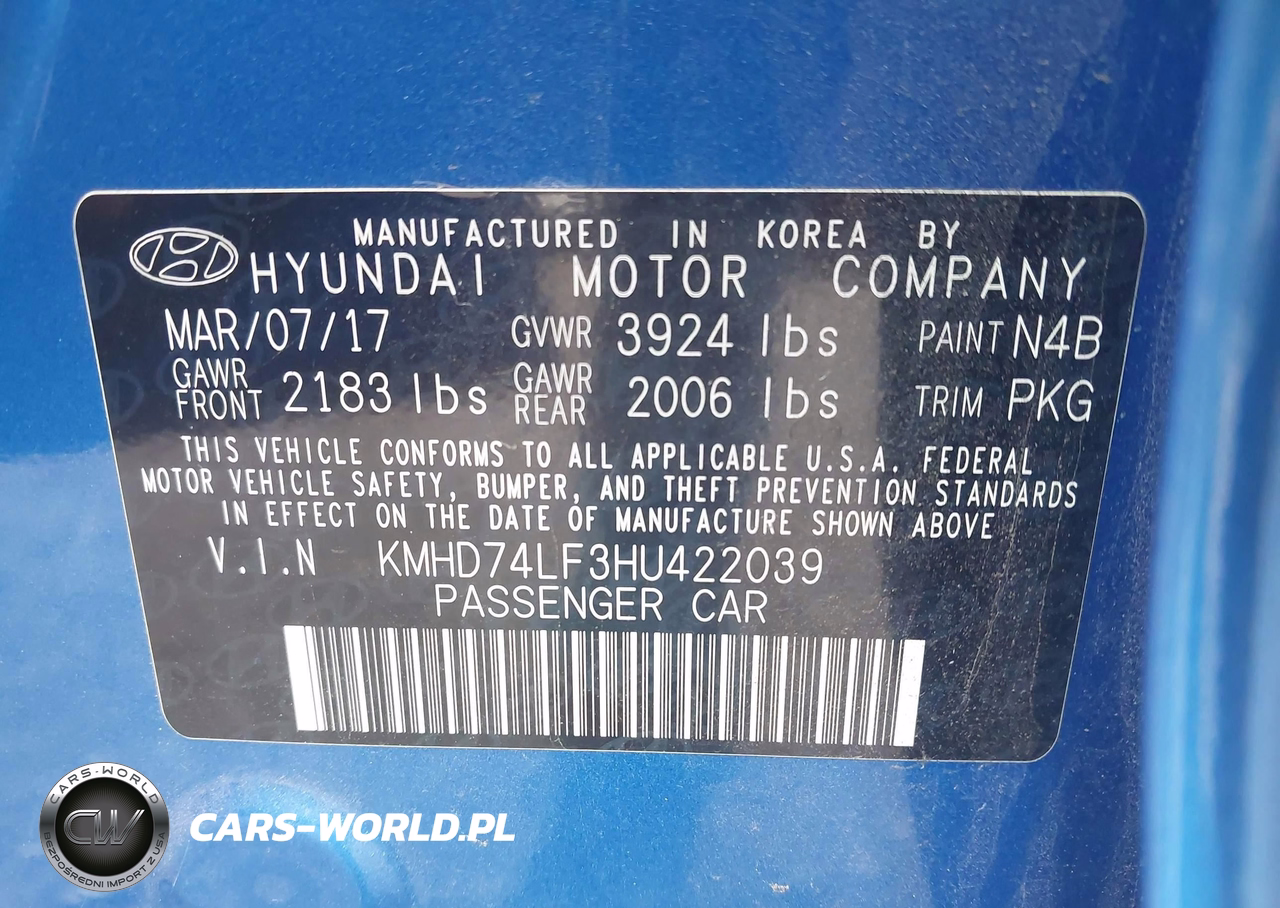 MANUFACTURED IN KOREA BY
HYUNDAI MOTOR COMPANY
MAR/07/17 GVWR 3924 lbs PAINT N4B
GAWR FRONT 2183 lbs GAWR REAR 2006 lbs TRIM PKG
THIS VEHICLE CONFORMS TO ALL APPLICABLE U.S.A. FEDERAL
MOTOR VEHICLE SAFETY, BUMPER, AND THEFT PREVENTION STANDARDS
IN EFFECT ON THE DATE OF MANUFACTURE SHOWN ABOVE
V.I.N KMHD74LF3HU422039
PASSENGER CAR
CARS-WORLD
CW
BEZPOŚREDNI IMPORT Z USA
CARS-WORLD.PL